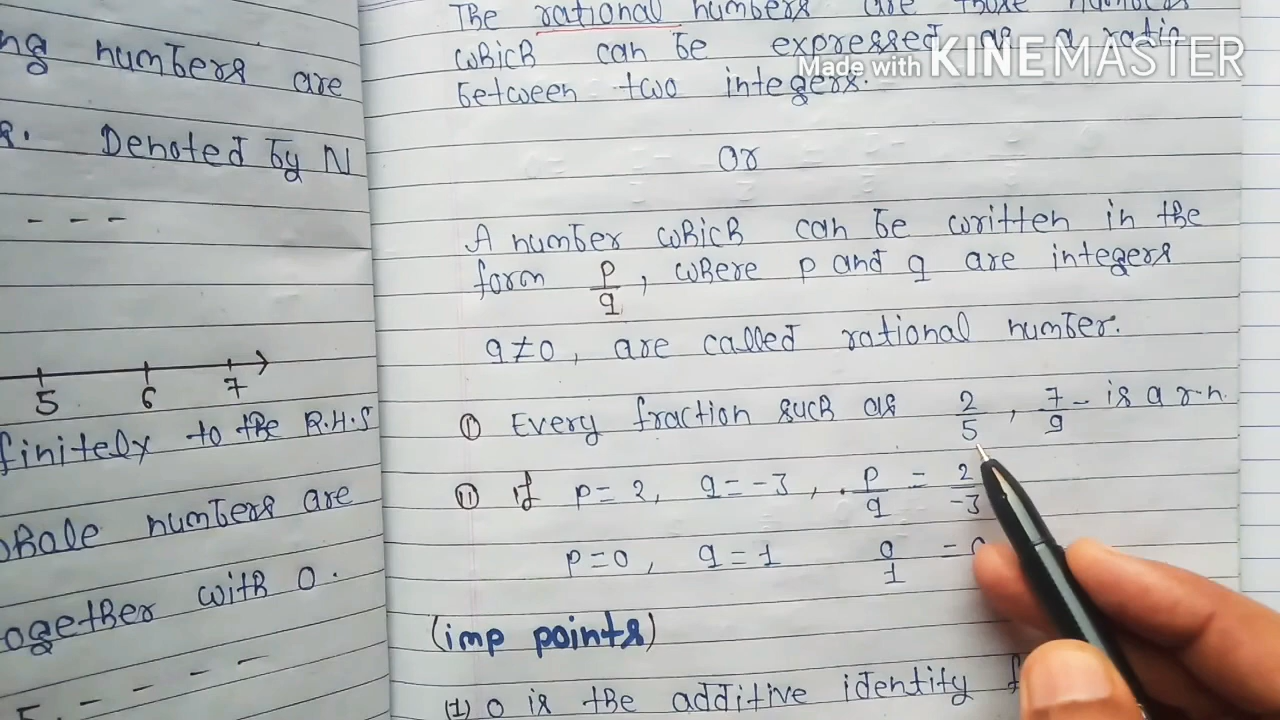 ng numbers are
Denoted by N
- - -
5 6 7
finitely to the R.H.S
numbers are
ogether with 0.
- - - -
The rational numbers are those numbers
which can be expressed as a ratio
between two integers.
Made with KINEMASTER
Or
A number which can be written in the
form p/q, where p and q are integers
q≠0, are called rational number.
(i) Every fraction such as 2/5, 7/9 - is a r.n.
(ii) if p=2, q=-3, p/q = 2/-3
p=0, q=1 0/1 =
(imp points)
(1) 0 is the additive identity f